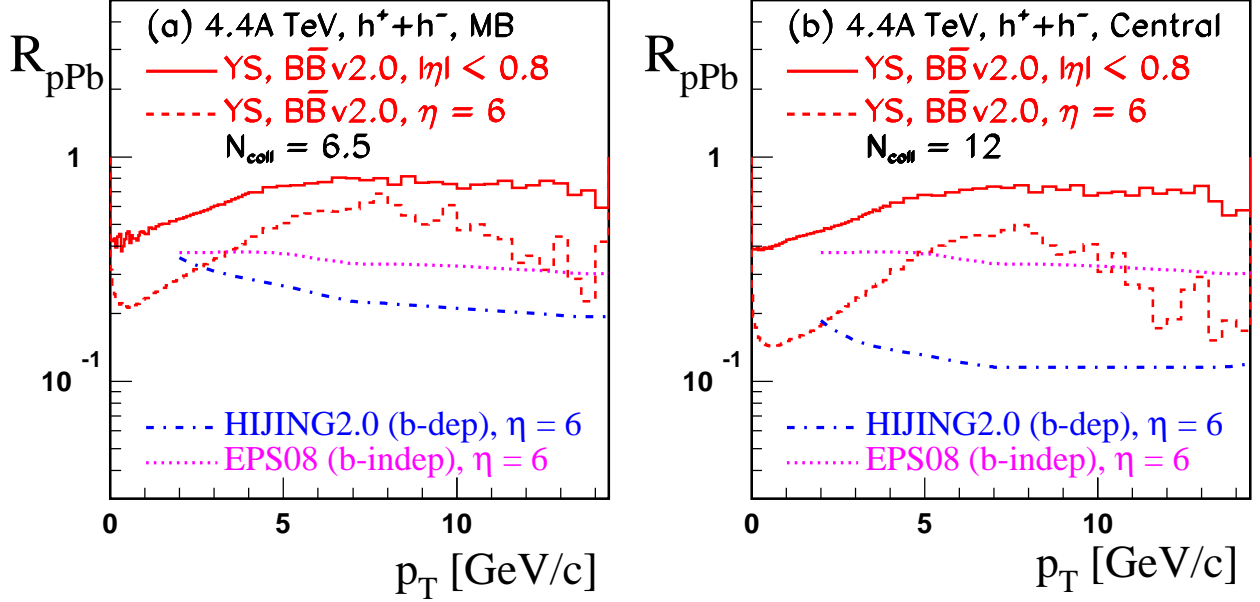 (a) 4.4A TeV, h⁺+h⁻, MB
R_pPb
YS, BB̅ v2.0, |η| < 0.8
YS, BB̅ v2.0, η = 6
N_coll = 6.5
1
10⁻¹
HIJING2.0 (b-dep), η = 6
EPS08 (b-indep), η = 6
0 5 10
p_T [GeV/c]
(b) 4.4A TeV, h⁺+h⁻, Central
R_pPb
YS, BB̅ v2.0, |η| < 0.8
YS, BB̅ v2.0, η = 6
N_coll = 12
1
10⁻¹
HIJING2.0 (b-dep), η = 6
EPS08 (b-indep), η = 6
0 5 10
p_T [GeV/c]